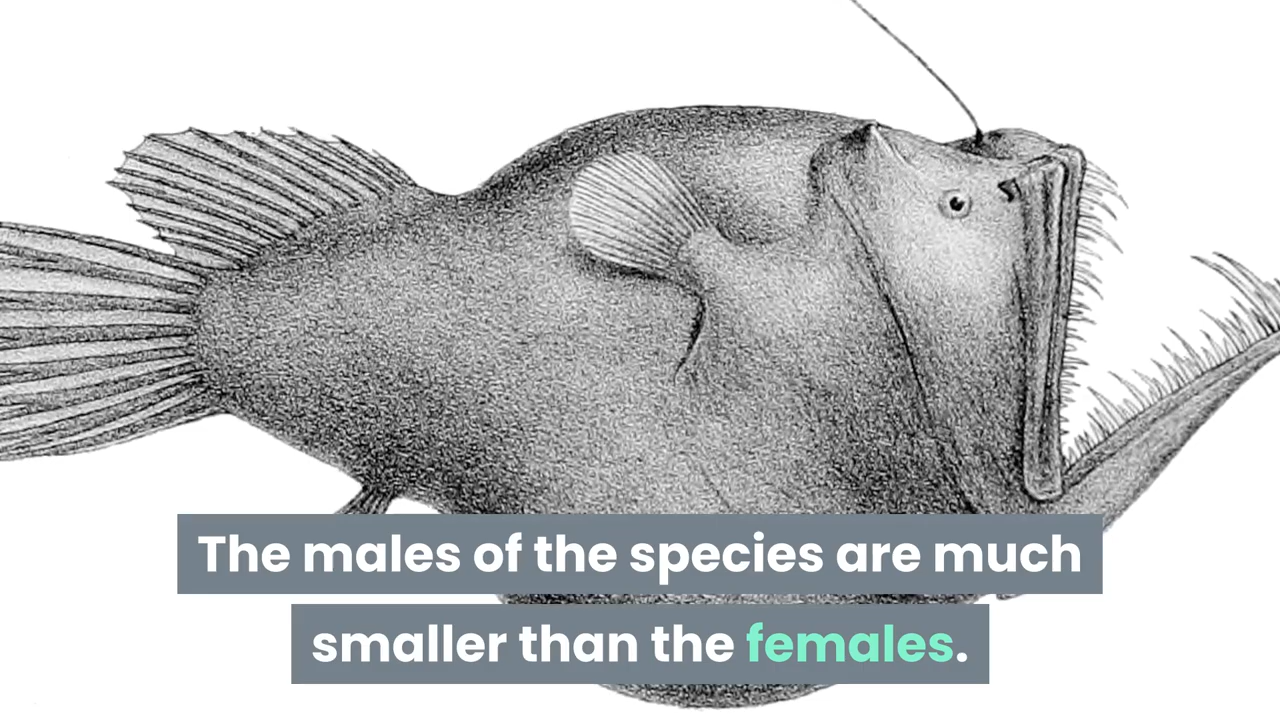 The males of the species are much
smaller than the females.